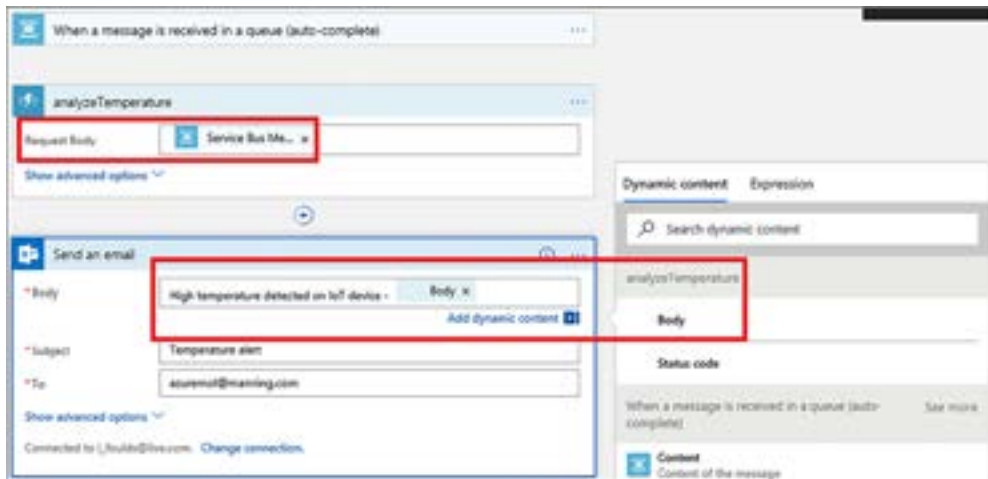 When a message is received in a queue (auto-complete)
analyzeTemperature
Request Body
Service Bus Me...
Show advanced options
Send an email
* Body
High temperature detected on IoT device -
Body
Add dynamic content
* Subject
Temperature alert
* To
azuremol@manning.com
Show advanced options
Connected to Change connection.
Dynamic content
Expression
Search dynamic content
analyzeTemperature
Body
Status code
When a message is received in a queue (auto-
complete)
See more
Content
Content of the message